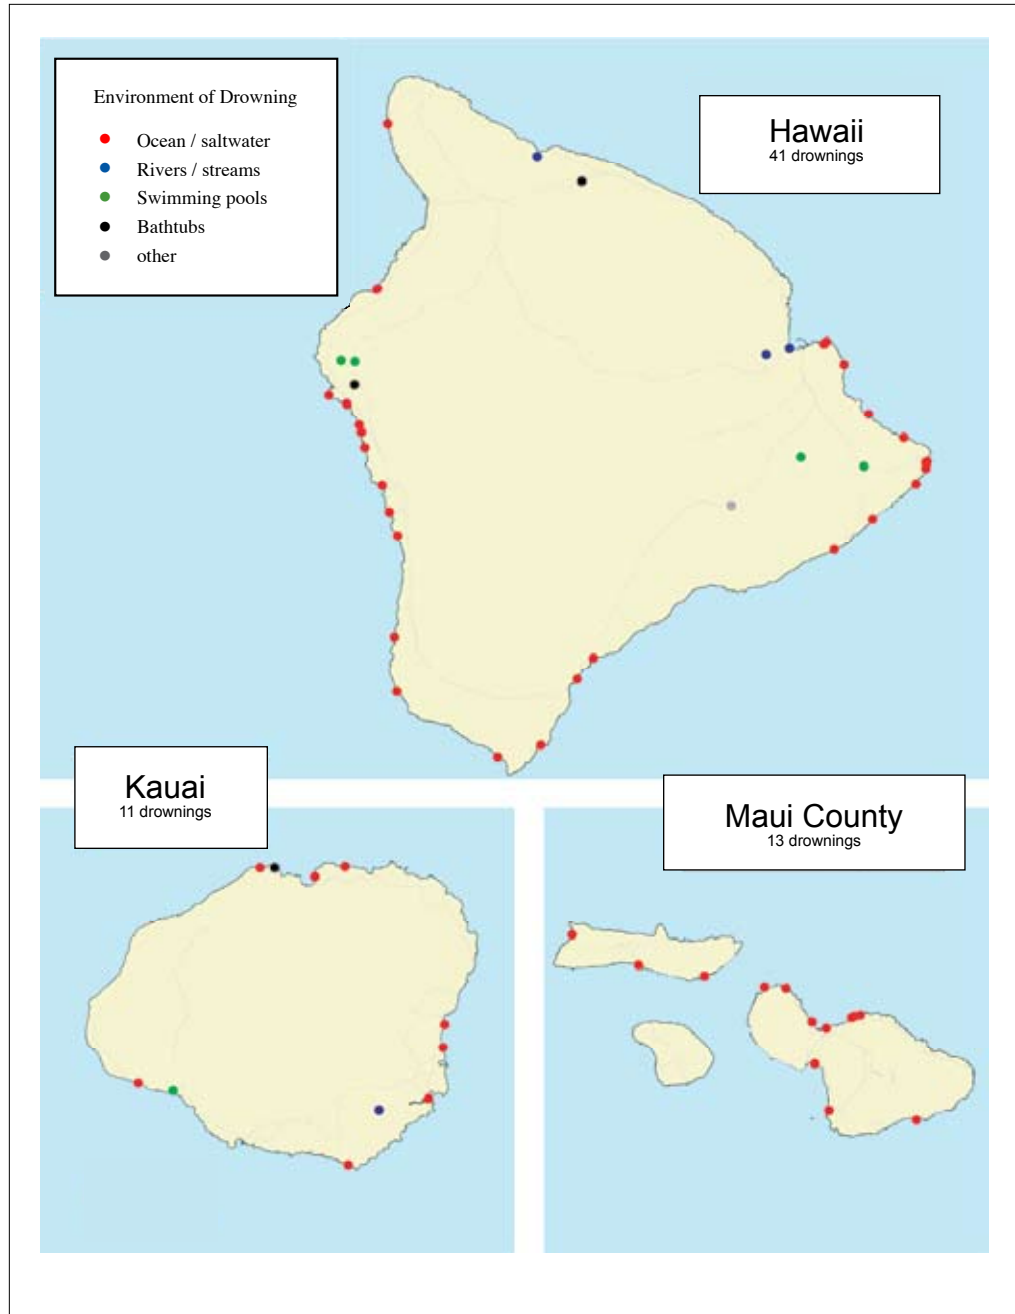 Environment of Drowning
Ocean / saltwater
Rivers / streams
Swimming pools
Bathtubs
other
Hawaii
41 drownings
Kauai
11 drownings
Maui County
13 drownings